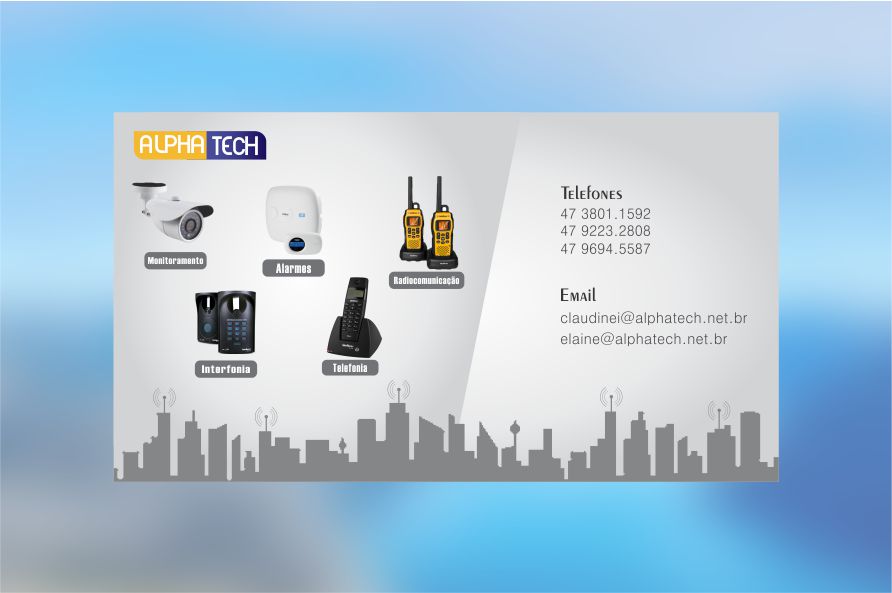 ALPHA TECH
Monitoramento
Alarmes
Radiocomunicação
Interfonia
Telefonia
Telefones
47 3801.1592
47 9223.2808
47 9694.5587
Email
claudinei@alphatech.net.br
elaine@alphatech.net.br